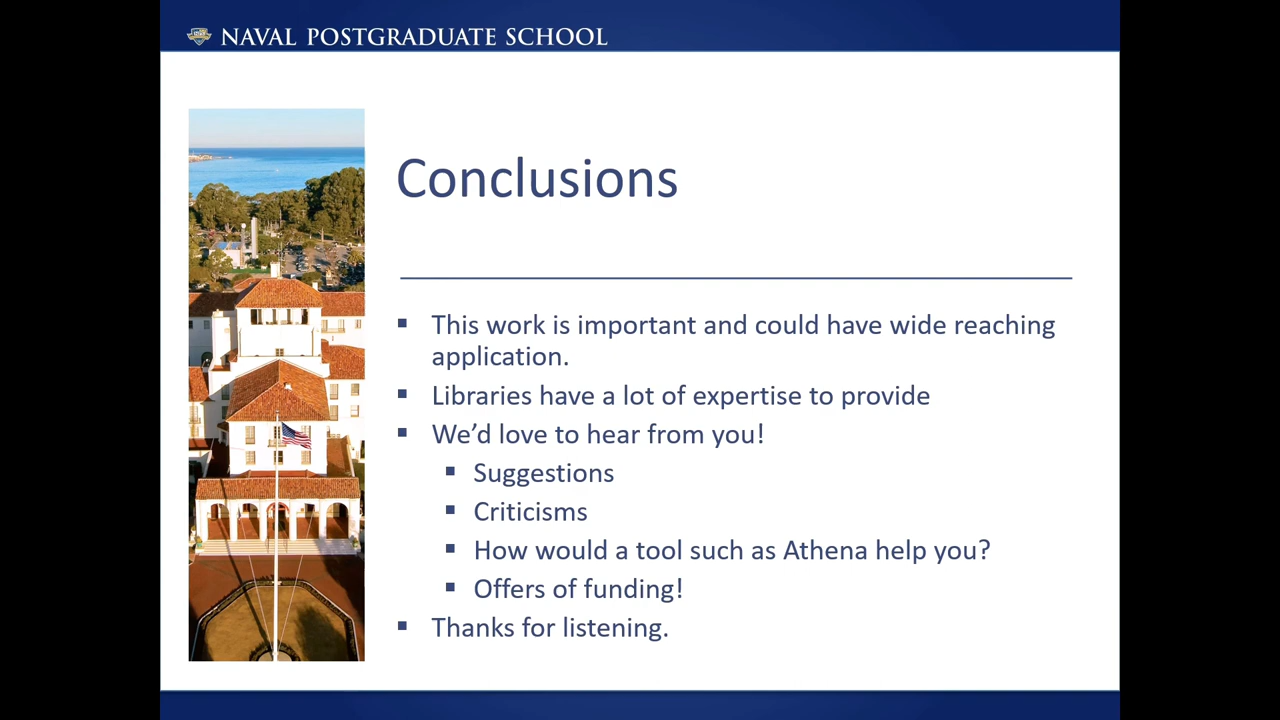 NAVAL POSTGRADUATE SCHOOL
Conclusions
▪ This work is important and could have wide reaching
application.
▪ Libraries have a lot of expertise to provide
▪ We’d love to hear from you!
▪ Suggestions
▪ Criticisms
▪ How would a tool such as Athena help you?
▪ Offers of funding!
▪ Thanks for listening.